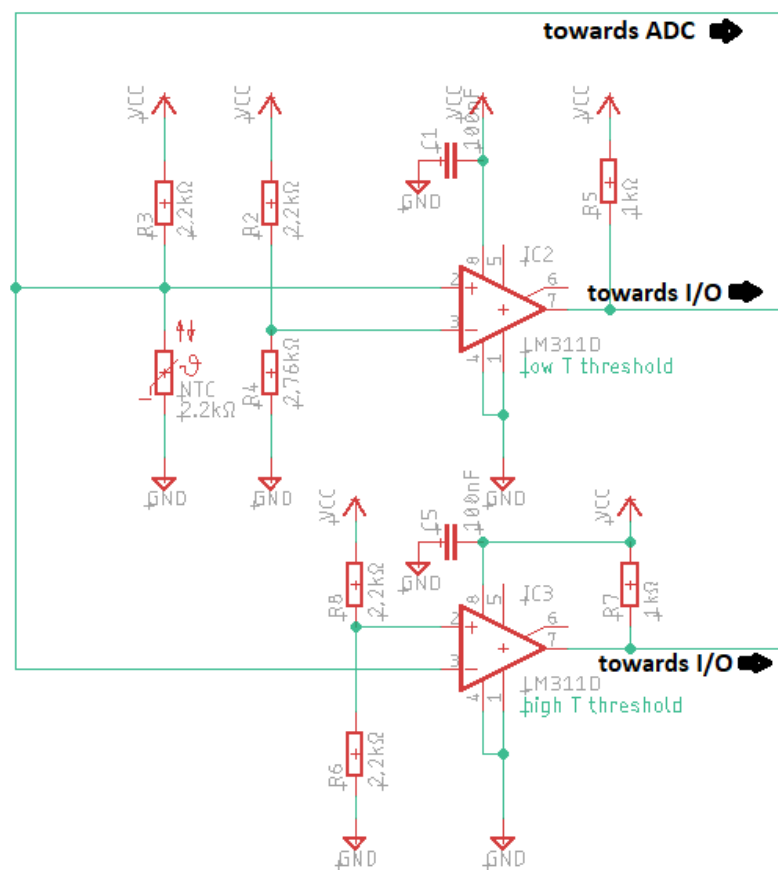 towards ADC
VCC
VCC
VCC
C1
100nF
GND
R3
2,2kΩ
R2
2,2kΩ
R5
1kΩ
IC2
8
5
2
+
6
7
3
-
4
1
towards I/O
LM311D
low T threshold
ϑ
NTC
2.2kΩ
R4
2,76kΩ
GND
GND
GND
VCC
C5
100nF
VCC
GND
R8
2,2kΩ
R7
1kΩ
IC3
8
5
2
+
6
7
3
-
4
1
towards I/O
LM311D
high T threshold
R6
2,2kΩ
GND
GND